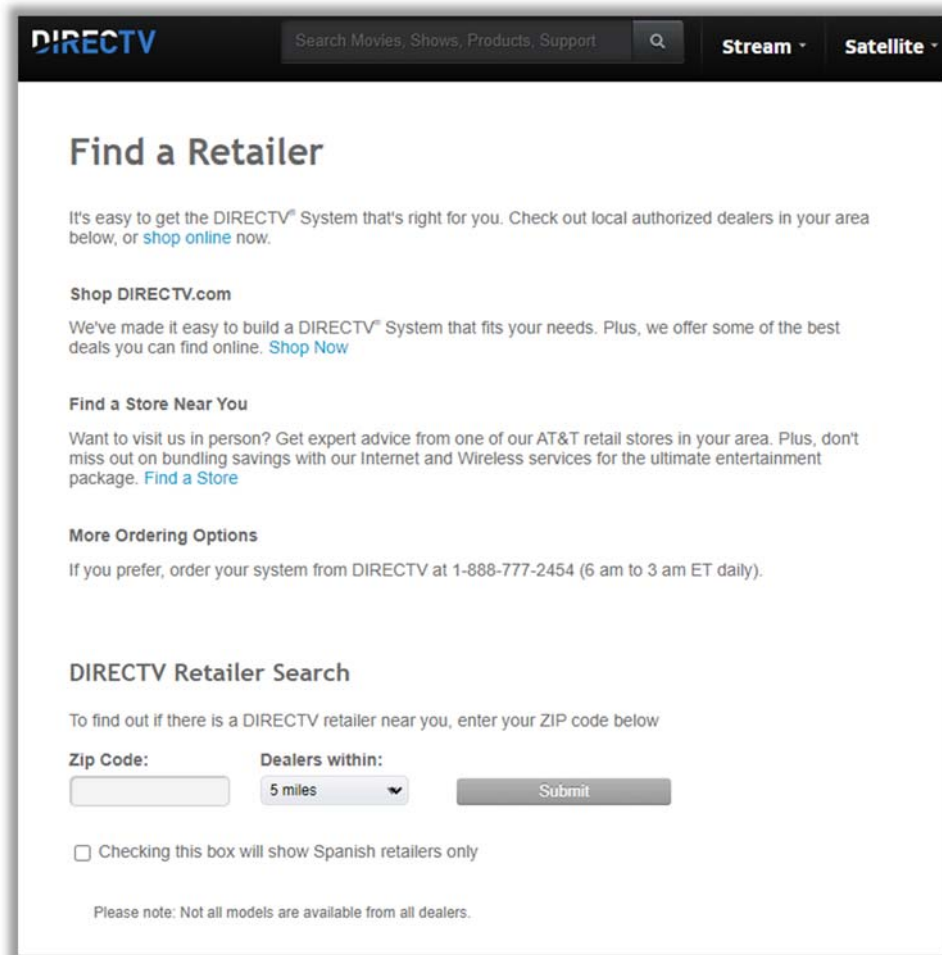 DIRECTV
Search Movies, Shows, Products, Support
Stream
Satellite
Find a Retailer
It's easy to get the DIRECTV® System that's right for you. Check out local authorized dealers in your area
below, or shop online now.
Shop DIRECTV.com
We've made it easy to build a DIRECTV® System that fits your needs. Plus, we offer some of the best
deals you can find online. Shop Now
Find a Store Near You
Want to visit us in person? Get expert advice from one of our AT&T retail stores in your area. Plus, don't
miss out on bundling savings with our Internet and Wireless services for the ultimate entertainment
package. Find a Store
More Ordering Options
If you prefer, order your system from DIRECTV at 1-888-777-2454 (6 am to 3 am ET daily).
DIRECTV Retailer Search
To find out if there is a DIRECTV retailer near you, enter your ZIP code below
Zip Code: Dealers within:
5 miles Submit
Checking this box will show Spanish retailers only
Please note: Not all models are available from all dealers.